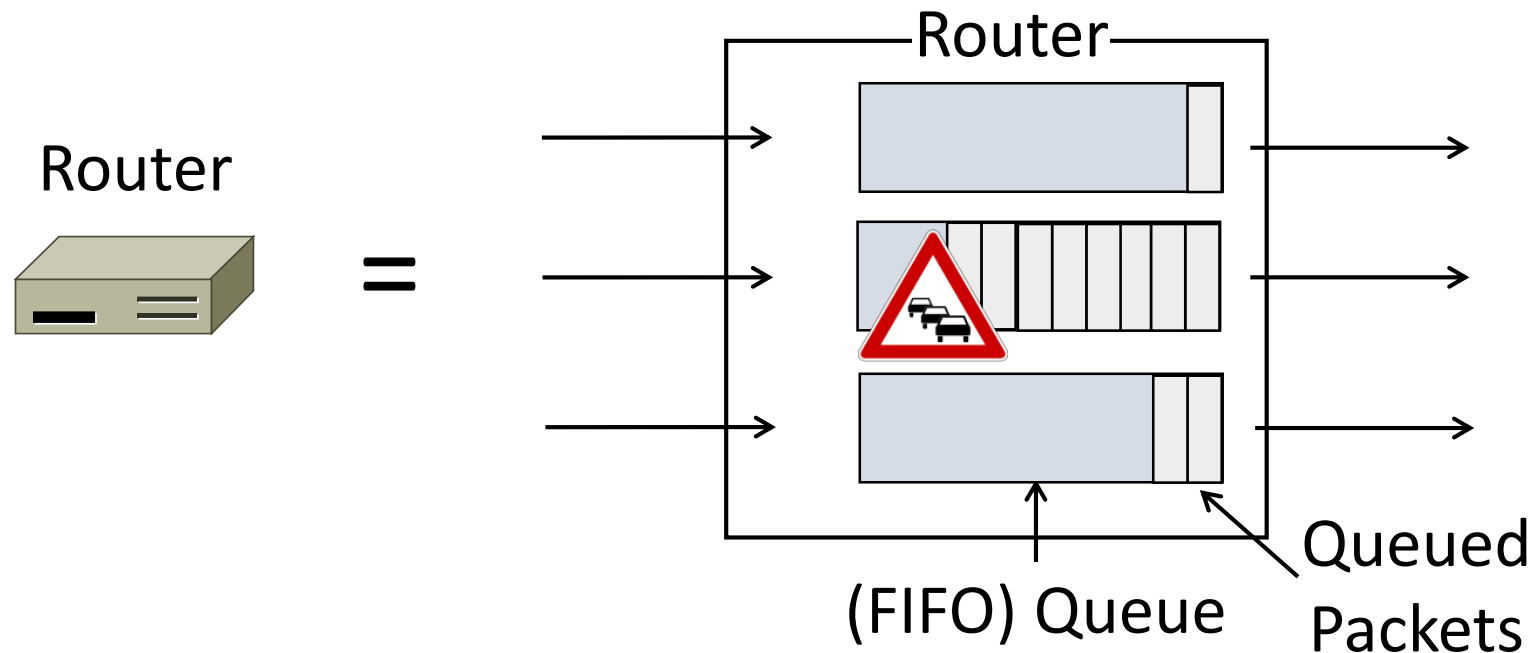 Router
Router
=
(FIFO) Queue
Queued
Packets